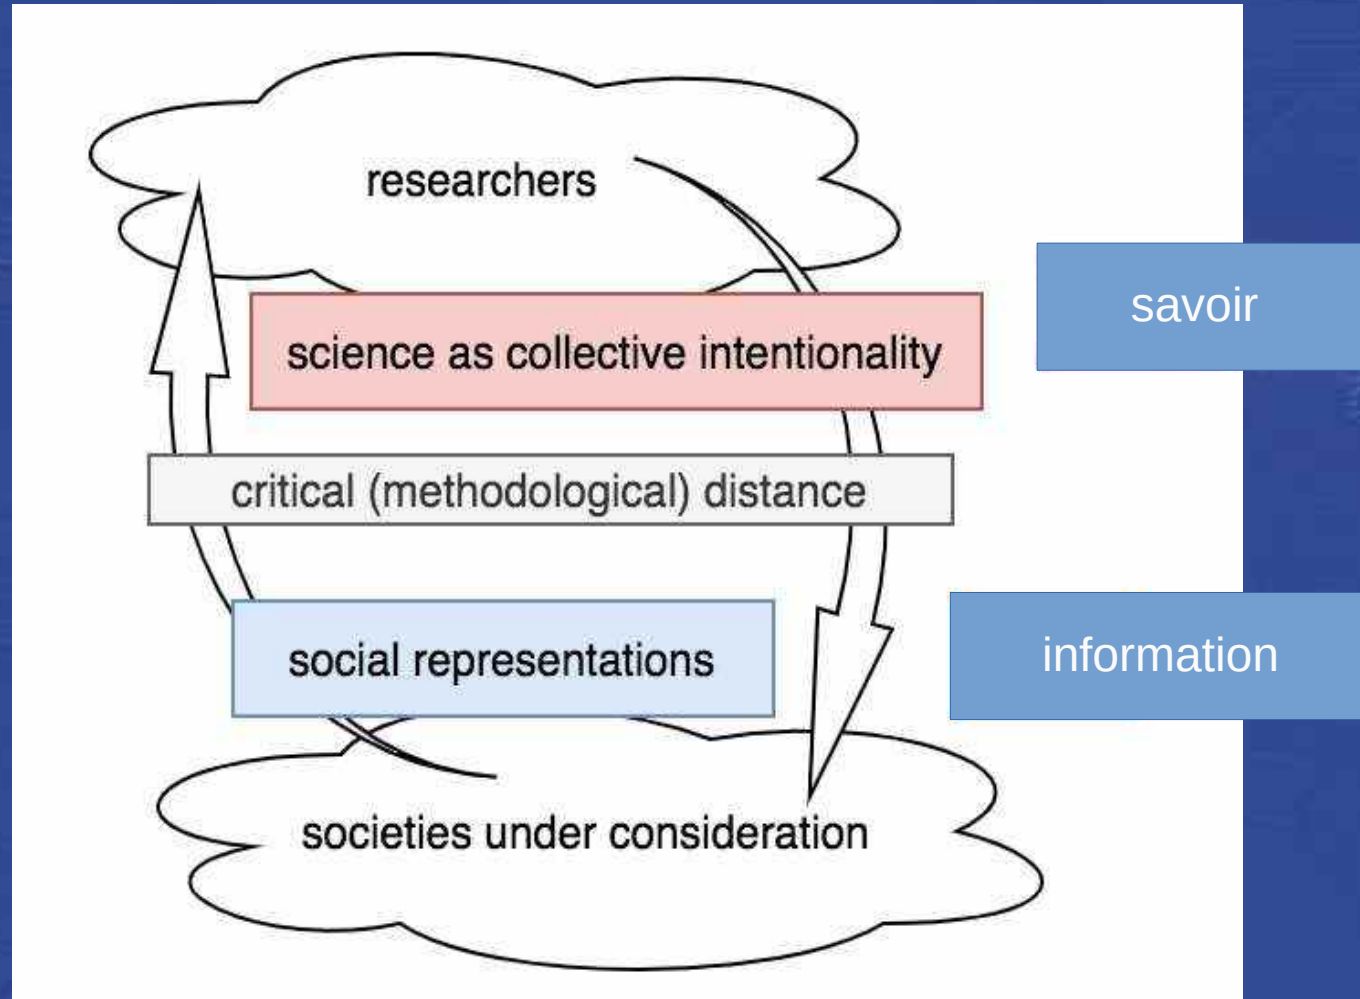 researchers
savoir
science as collective intentionality
critical (methodological) distance
information
social representations
societies under consideration